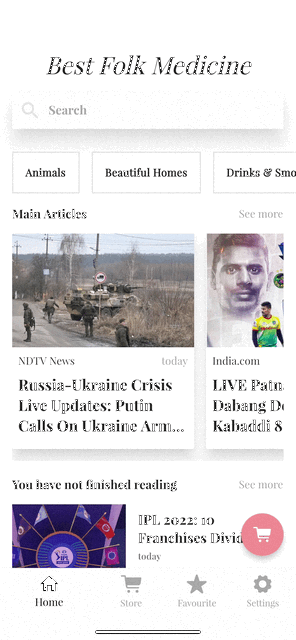 Best Folk Medicine
Search
Animals
Beautiful Homes
Drinks & Smo
Main Articles
See more
NDTV News
today
Russia-Ukraine Crisis
Live Updates: Putin
Calls On Ukraine Arm...
India.com
LIVE Patn
Dabang De
Kabaddi 8
You have not finished reading
See more
IPL
IPL 2022: 10
Franchises Divid
today
Home
Store
Favourite
Settings